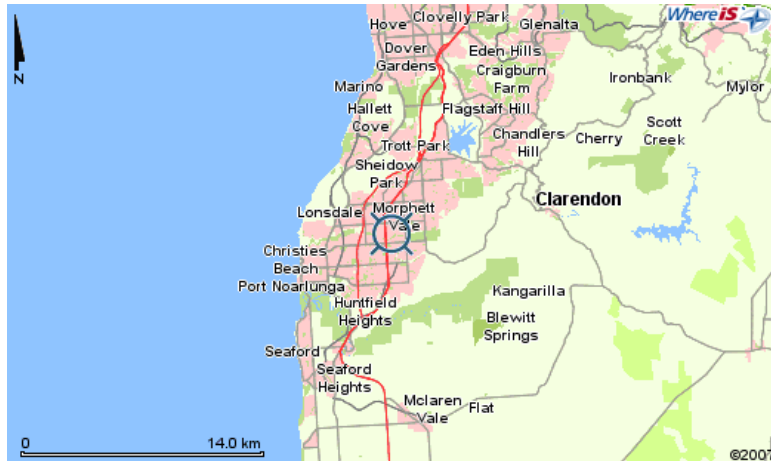 Hove
Clovelly Park
Glenalta
WhereiS
Dover
Gardens
Eden Hills
Craigburn
Farm
Ironbank
Mylor
Marino
Hallett
Cove
Flagstaff Hill
Scott
Creek
Chandlers
Hill
Cherry
Trott Park
Sheidow
Park
Clarendon
Lonsdale
Morphett
Vale
Christies
Beach
Port Noarlunga
Kangarilla
Huntfield
Heights
Blewitt
Springs
Seaford
Seaford
Heights
Mclaren
Vale
Flat
N
0
14.0 km
©2007